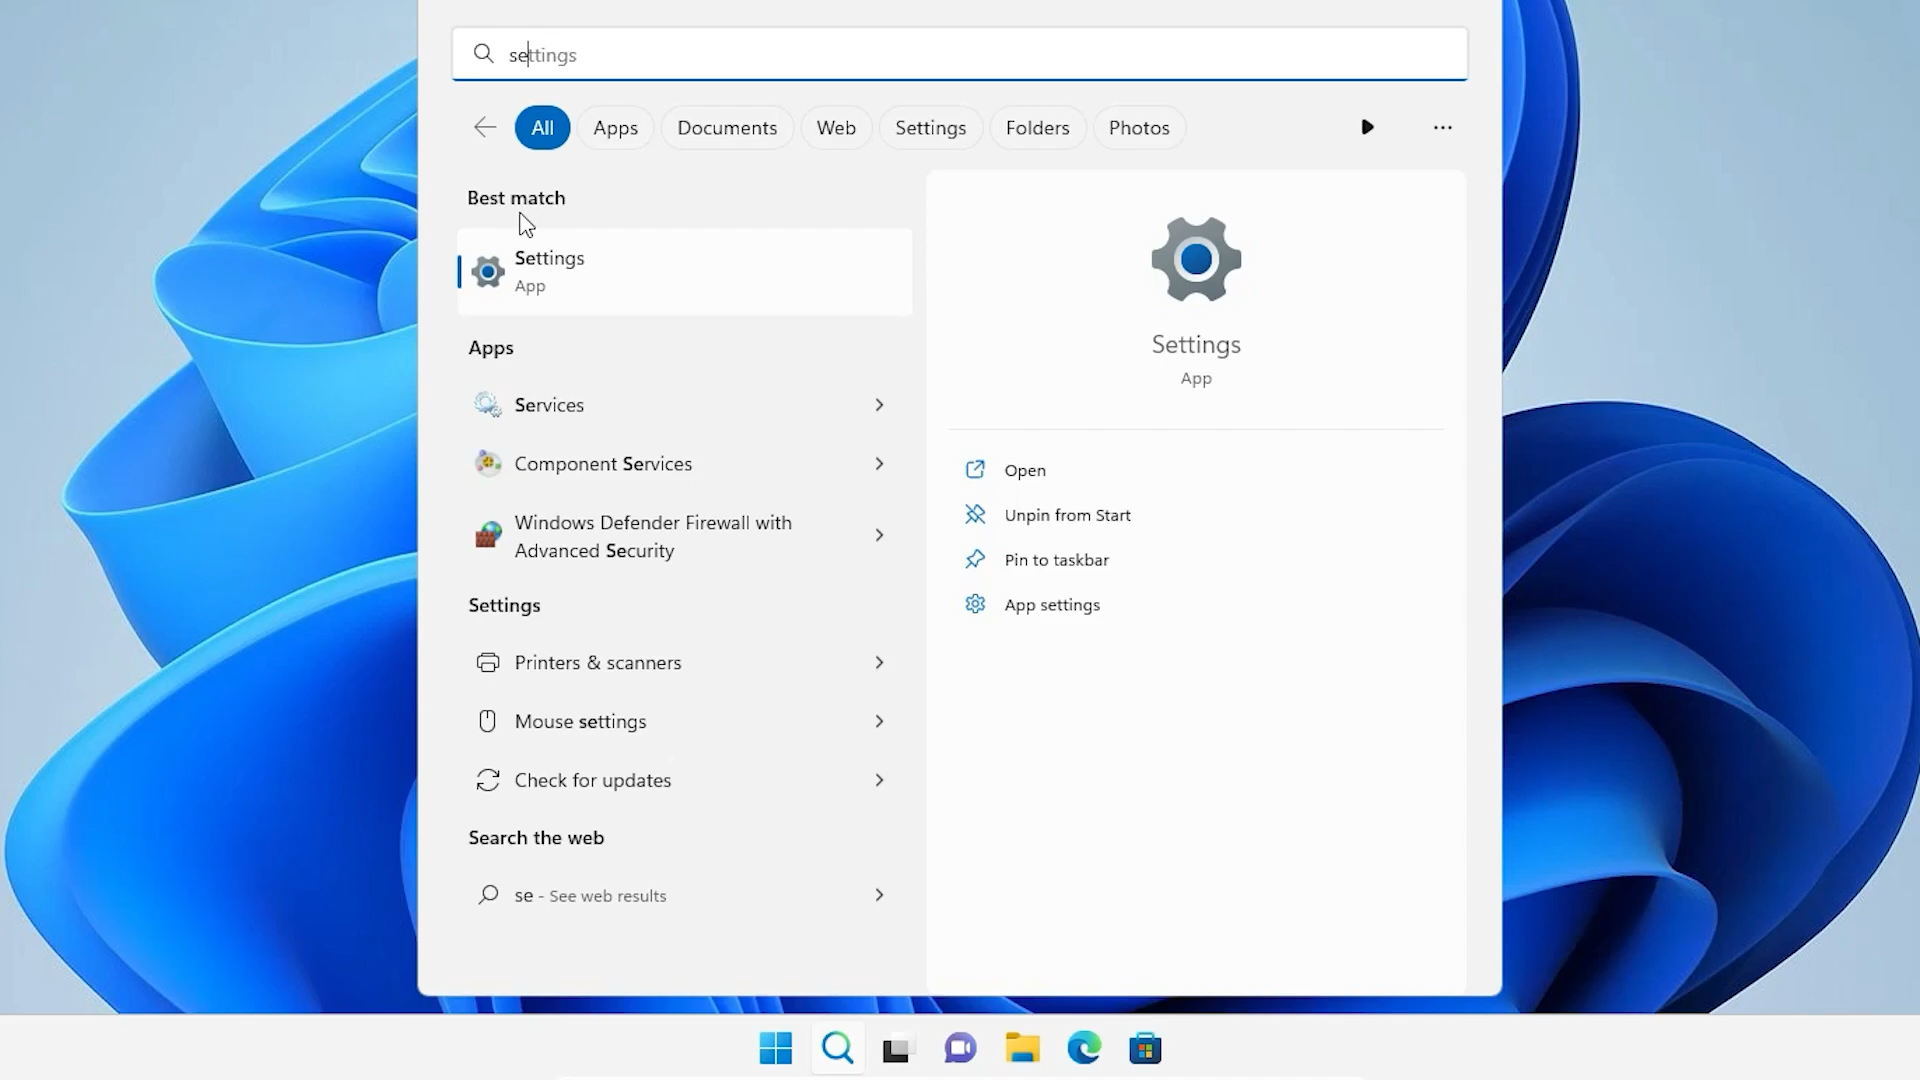 settings
All
Apps
Documents
Web
Settings
Folders
Photos
Best match
Settings
App
Apps
Services
Component Services
Windows Defender Firewall with
Advanced Security
Settings
Printers & scanners
Mouse settings
Check for updates
Search the web
se - See web results
Settings
App
Open
Unpin from Start
Pin to taskbar
App settings